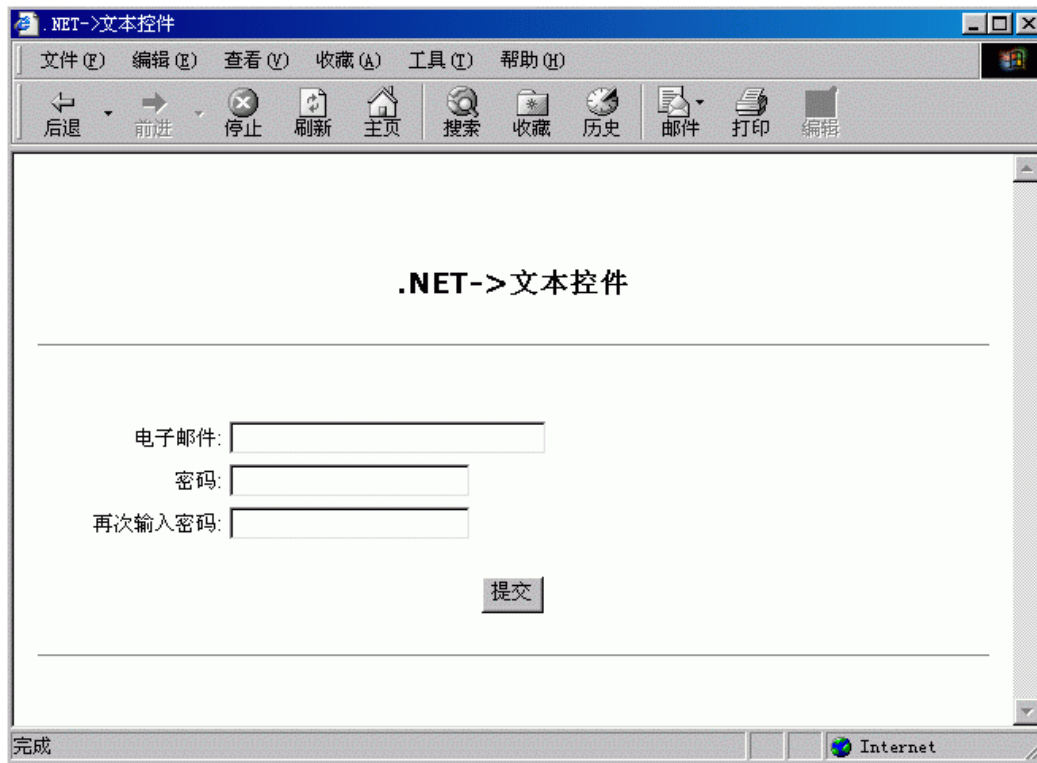 .NET->文本控件
文件(F) 编辑(E) 查看(V) 收藏(A) 工具(T) 帮助(H)
后退 前进 停止 刷新 主页 搜索 收藏 历史 邮件 打印 编辑
.NET->文本控件
电子邮件:
密码:
再次输入密码:
提交
完成 Internet